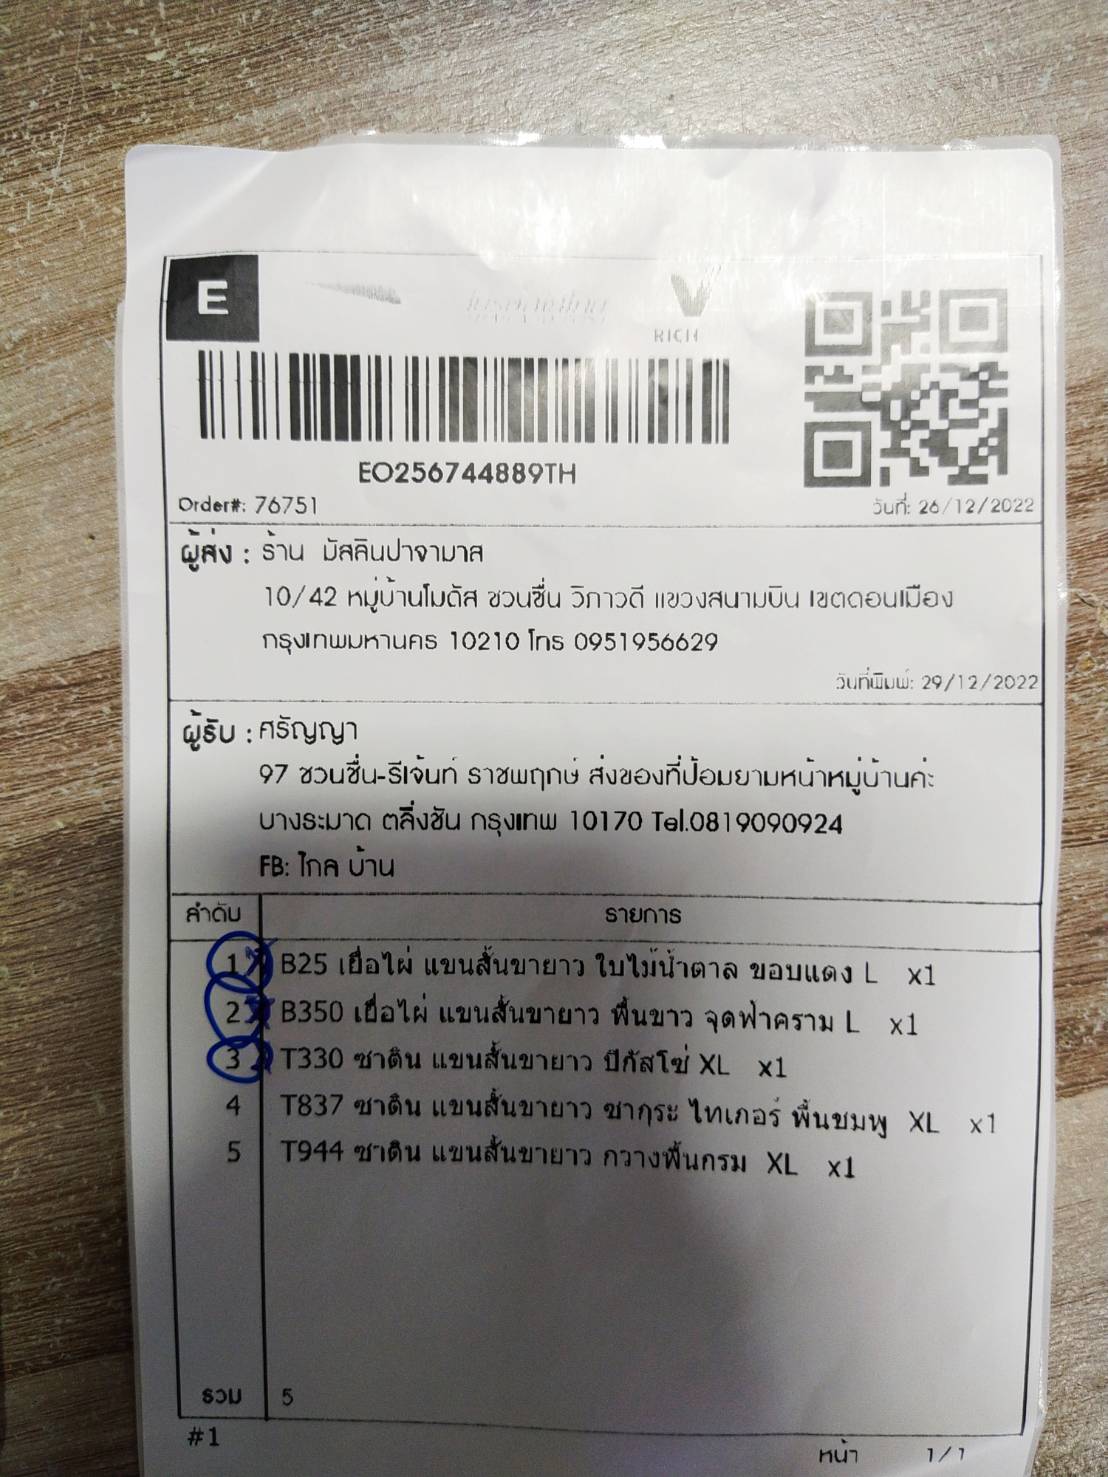 E
RICH
EO256744889TH
Order#: 76751
วันที่: 26/12/2022
ผู้ส่ง : ร้าน มัสลินปาจามาส
10/42 หมู่บ้านโมดัส ชวนชื่น วิภาวดี แขวงสนามบิน เขตดอนเมือง
กรุงเทพมหานคร 10210 โทร 0951956629
วันที่พิมพ์: 29/12/2022
ผู้รับ : ศรัญญา
97 ชวนชื่น-รีเจ้นท์ ราชพฤกษ์ ส่งของที่ป้อมยามหน้าหมู่บ้านค่ะ
บางระมาด ตลิ่งชัน กรุงเทพ 10170 Tel.0819090924
FB: ไกล บ้าน
ลำดับ รายการ
1 B25 เยื่อไผ่ แขนสั้นขายาว ใบไม้น้ำตาล ขอบแดง L x1
2 B350 เยื่อไผ่ แขนสั้นขายาว พื้นขาว จุดฟ้าคราม L x1
3 T330 ซาติน แขนสั้นขายาว ปิกัสโซ่ XL x1
4 T837 ซาติน แขนสั้นขายาว ซากุระ ไทเกอร์ พื้นชมพู XL x1
5 T944 ซาติน แขนสั้นขายาว กวางพื้นกรม XL x1
รวม 5
#1
หน้า 1/1